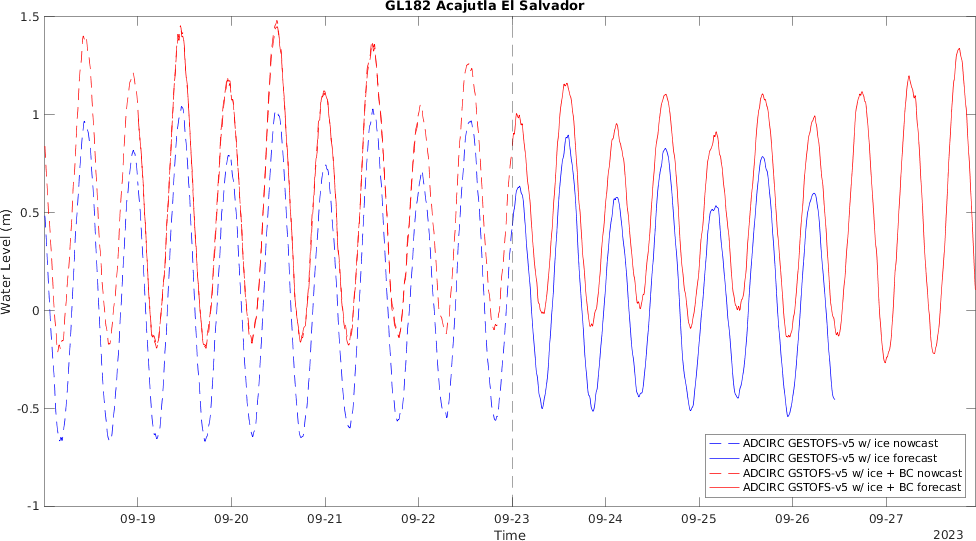 GL182 Acajutla El Salvador
1.5
1
0.5
0
-0.5
-1
Water Level (m)
ADCIRC GESTOFS-v5 w/ ice nowcast
ADCIRC GESTOFS-v5 w/ ice forecast
ADCIRC GSTOFS-v5 w/ ice + BC nowcast
ADCIRC GSTOFS-v5 w/ ice + BC forecast
09-19 09-20 09-21 09-22 09-23 09-24 09-25 09-26 09-27
Time
2023